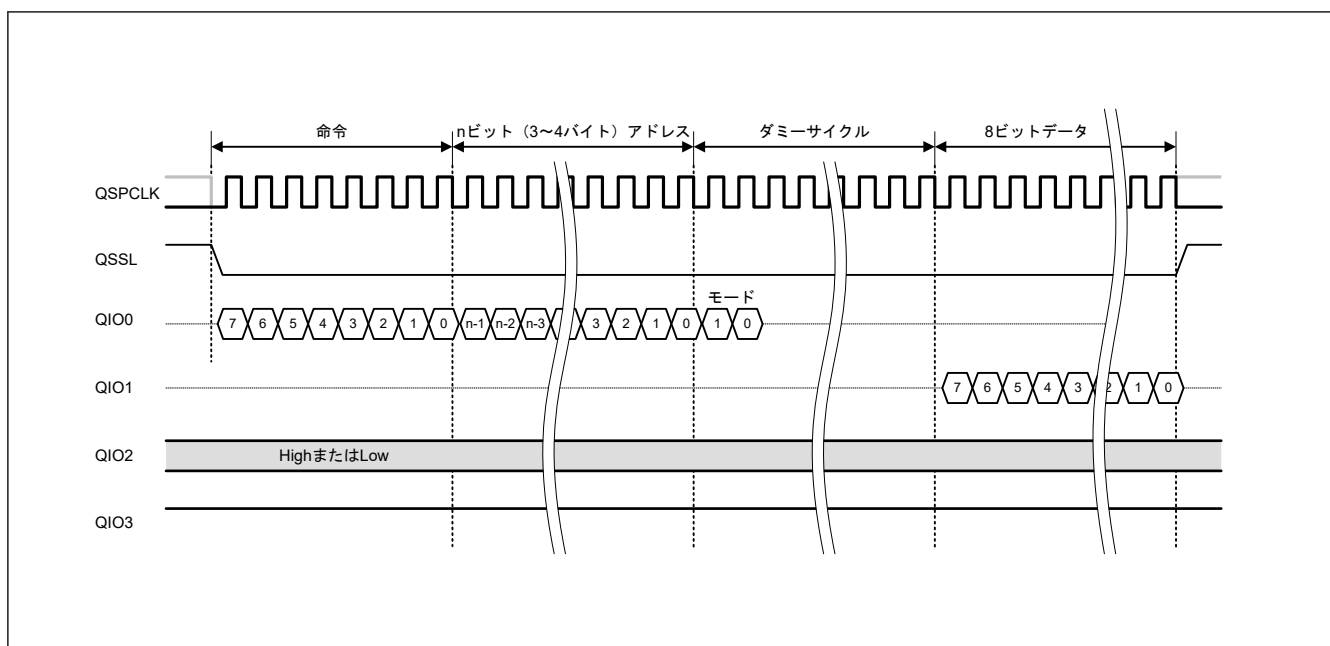 命令 nビット（3～4バイト）アドレス ダミーサイクル 8ビットデータ
QSPCLK
QSSL
モード
QIO0 7 6 5 4 3 2 1 0 n-1 n-2 n-3 3 2 1 0 1 0
QIO1 7 6 5 4 3 2 1 0
QIO2 HighまたはLow
QIO3